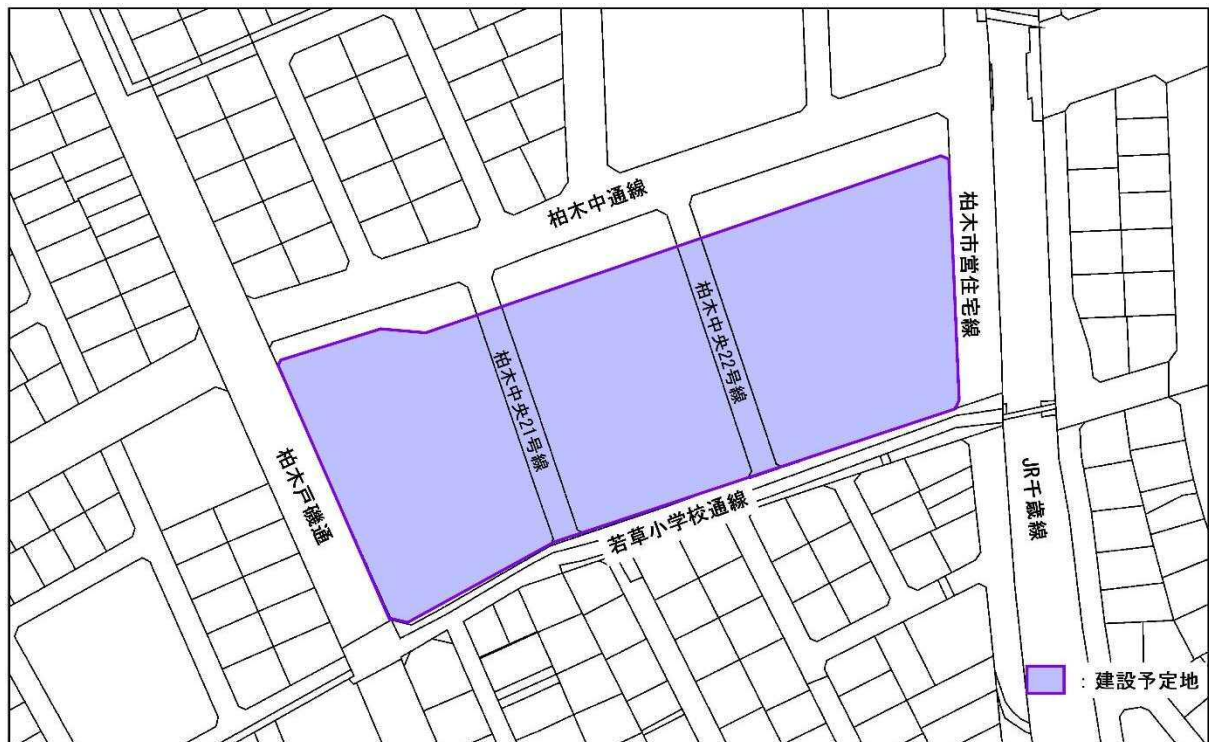 柏木中通線
柏木市営住宅線
柏木中央22号線
柏木中央21号線
柏木戸磯通
若草小学校通線
JR千歳線
：建設予定地